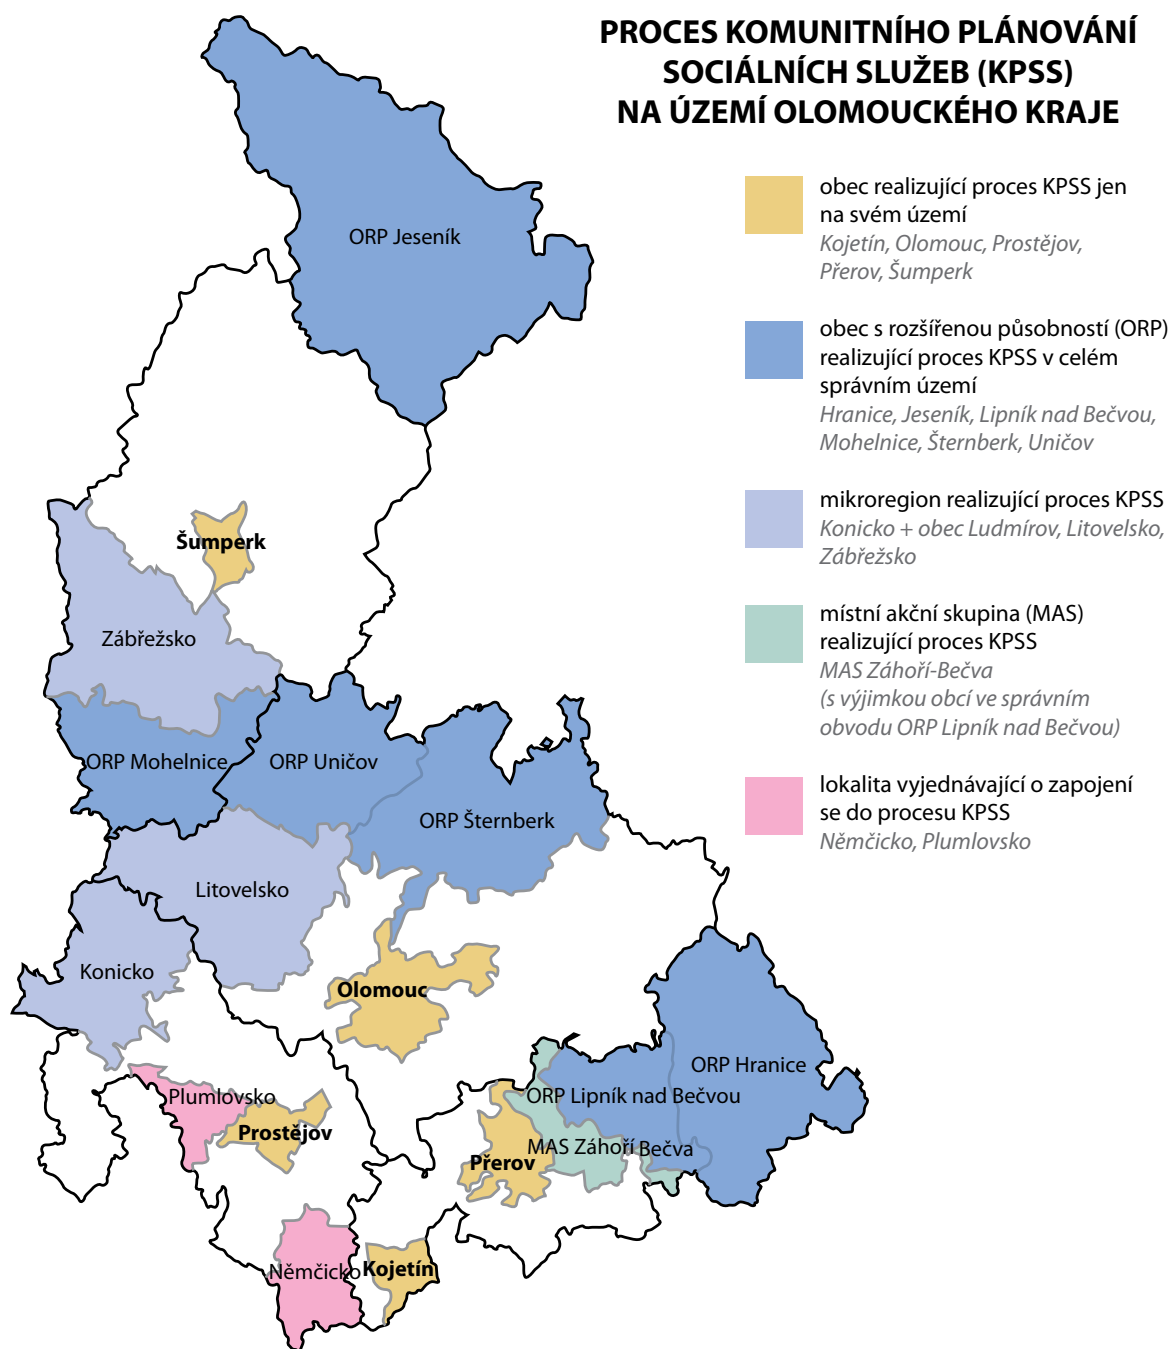 PROCES KOMUNITNÍHO PLÁNOVÁNÍ
SOCIÁLNÍCH SLUŽEB (KPSS)
NA ÚZEMÍ OLOMOUCKÉHO KRAJE
obec realizující proces KPSS jen
na svém území
Kojetín, Olomouc, Prostějov,
Přerov, Šumperk
obec s rozšířenou působností (ORP)
realizující proces KPSS v celém
správním území
Hranice, Jeseník, Lipník nad Bečvou,
Mohelnice, Šternberk, Uničov
mikroregion realizující proces KPSS
Konicko + obec Ludmírov, Litovelsko,
Zábřežsko
místní akční skupina (MAS)
realizující proces KPSS
MAS Záhoří-Bečva
(s výjimkou obcí ve správním
obvodu ORP Lipník nad Bečvou)
lokalita vyjednávající o zapojení
se do procesu KPSS
Němčicko, Plumlovsko
ORP Jeseník
Šumperk
Zábřežsko
ORP Mohelnice
ORP Uničov
ORP Šternberk
Litovelsko
Konicko
Olomouc
ORP Hranice
ORP Lipník nad Bečvou
Plumlovsko
Prostějov
MAS Záhoří Bečva
Přerov
Němčicko
Kojetín